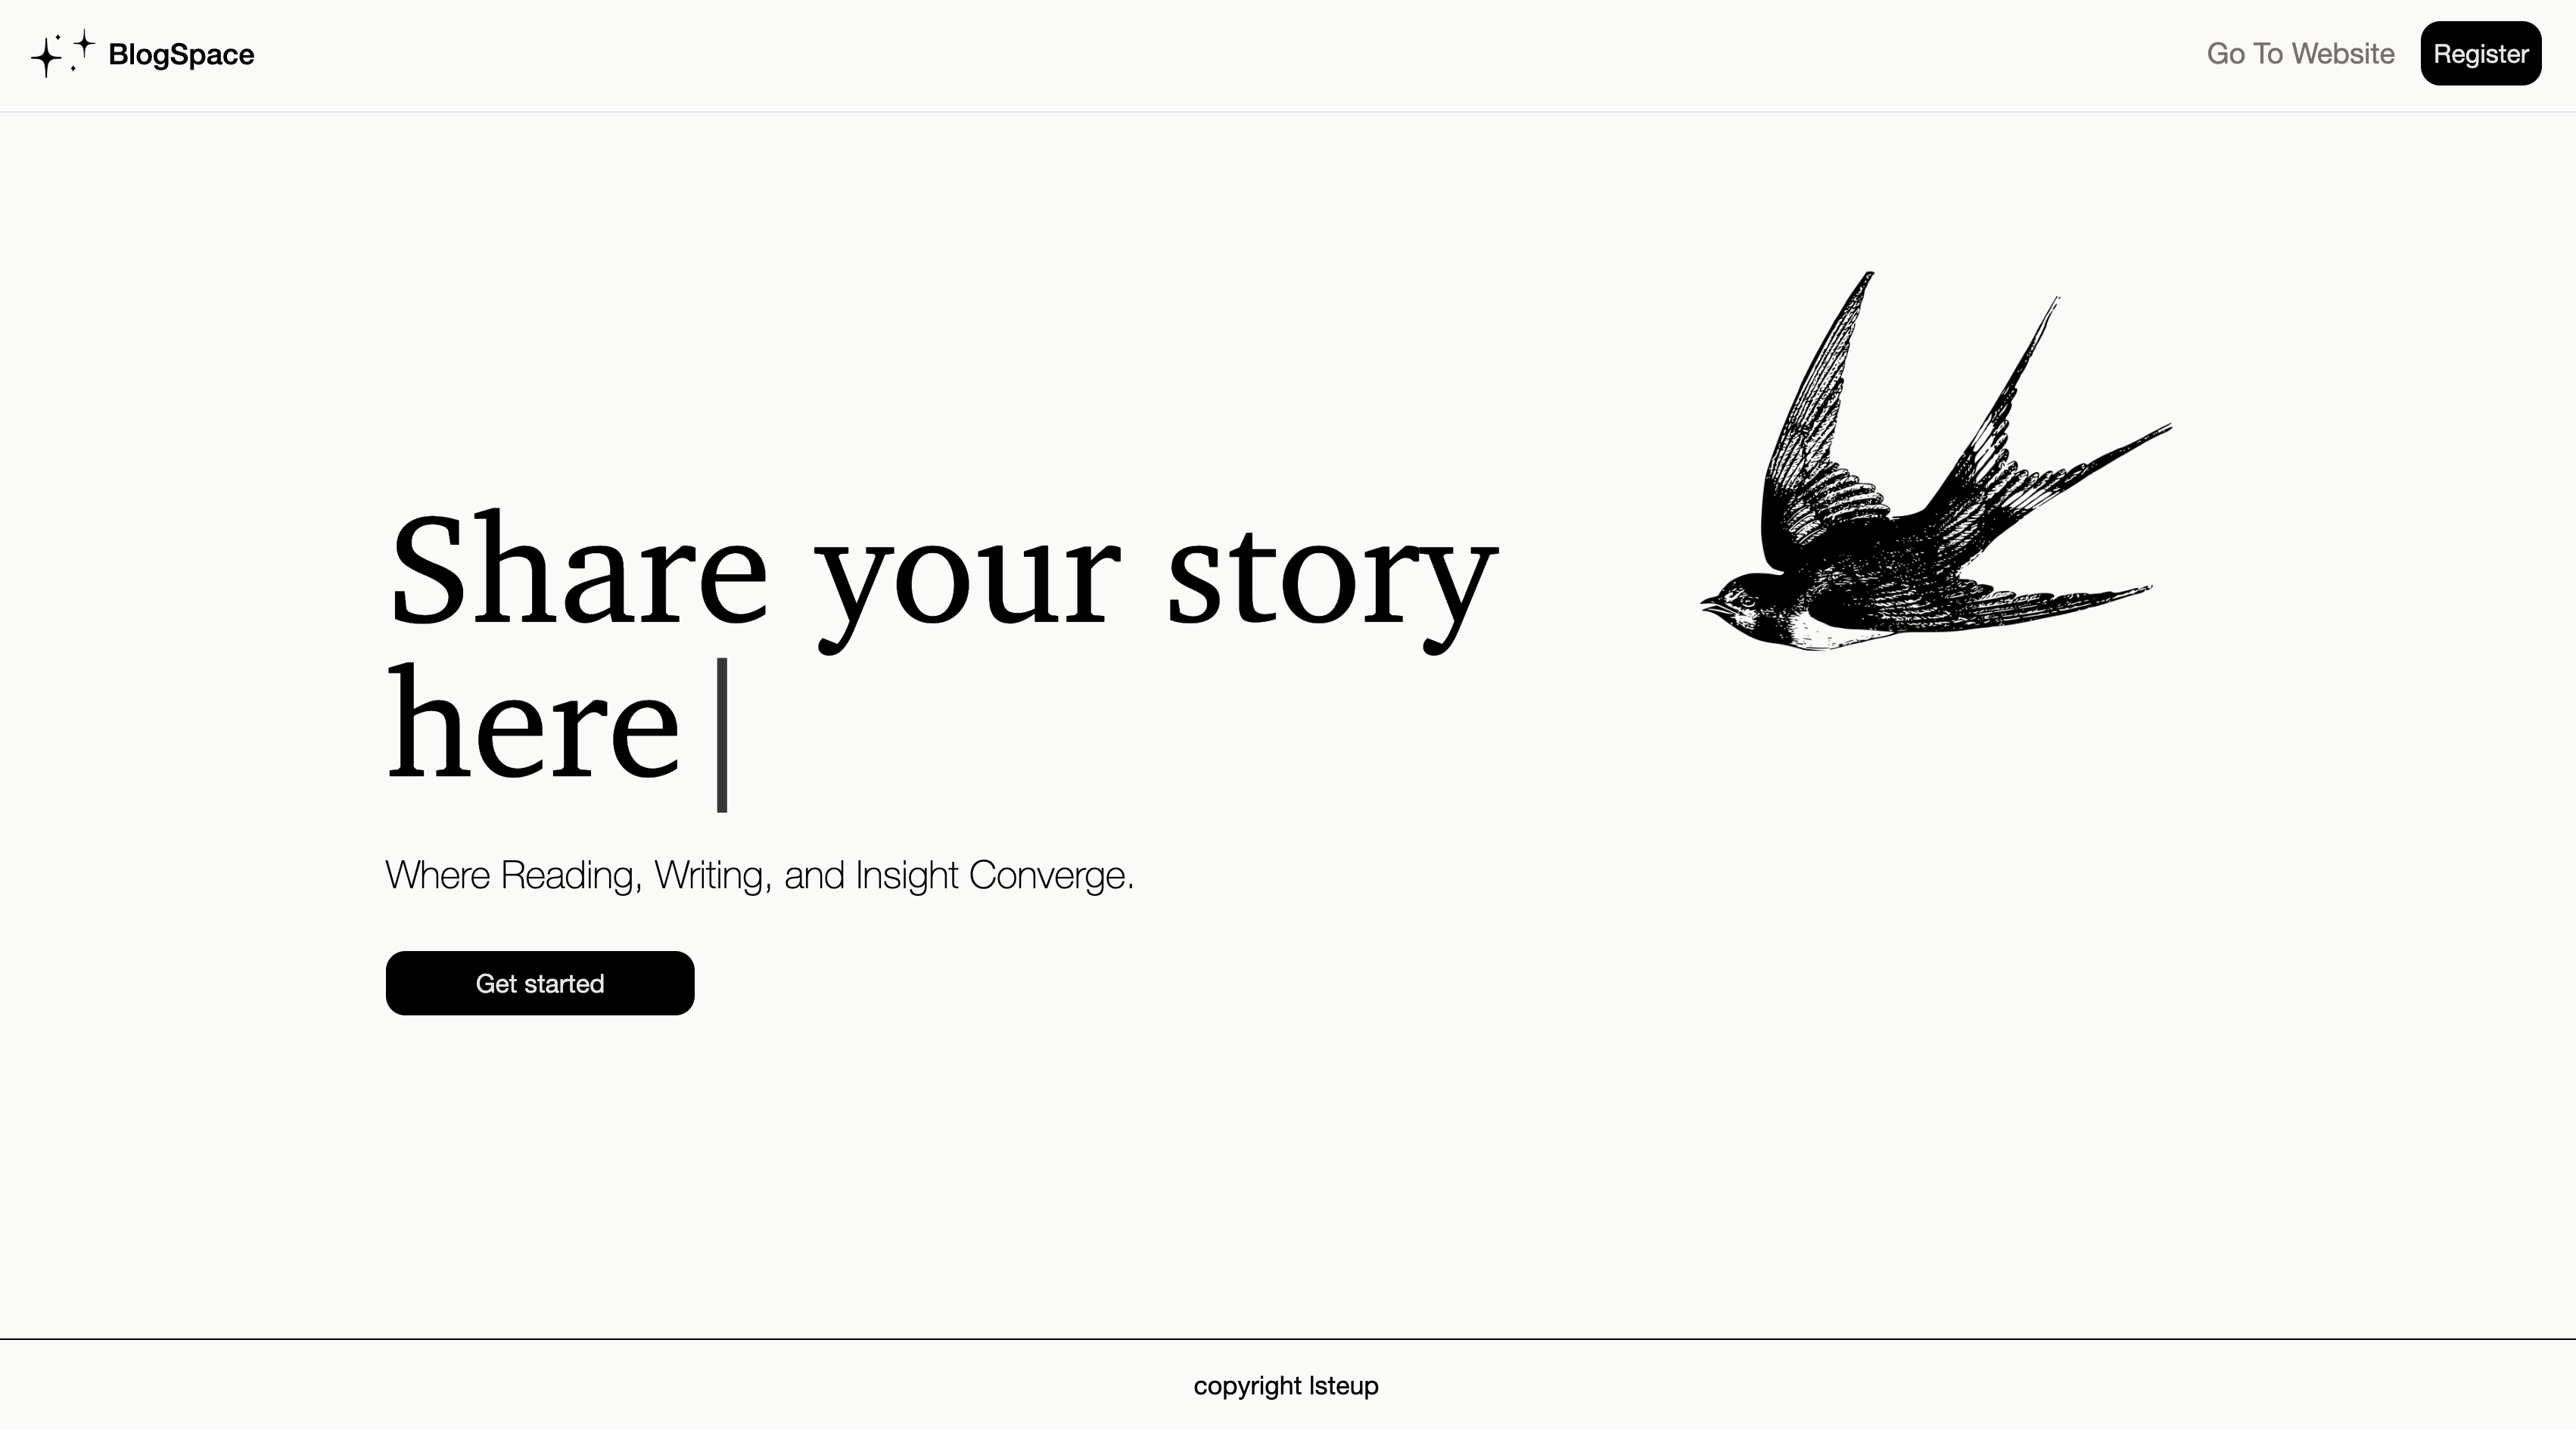 BlogSpace
Go To Website
Register
Share your story
here
Where Reading, Writing, and Insight Converge.
Get started
copyright lsteup